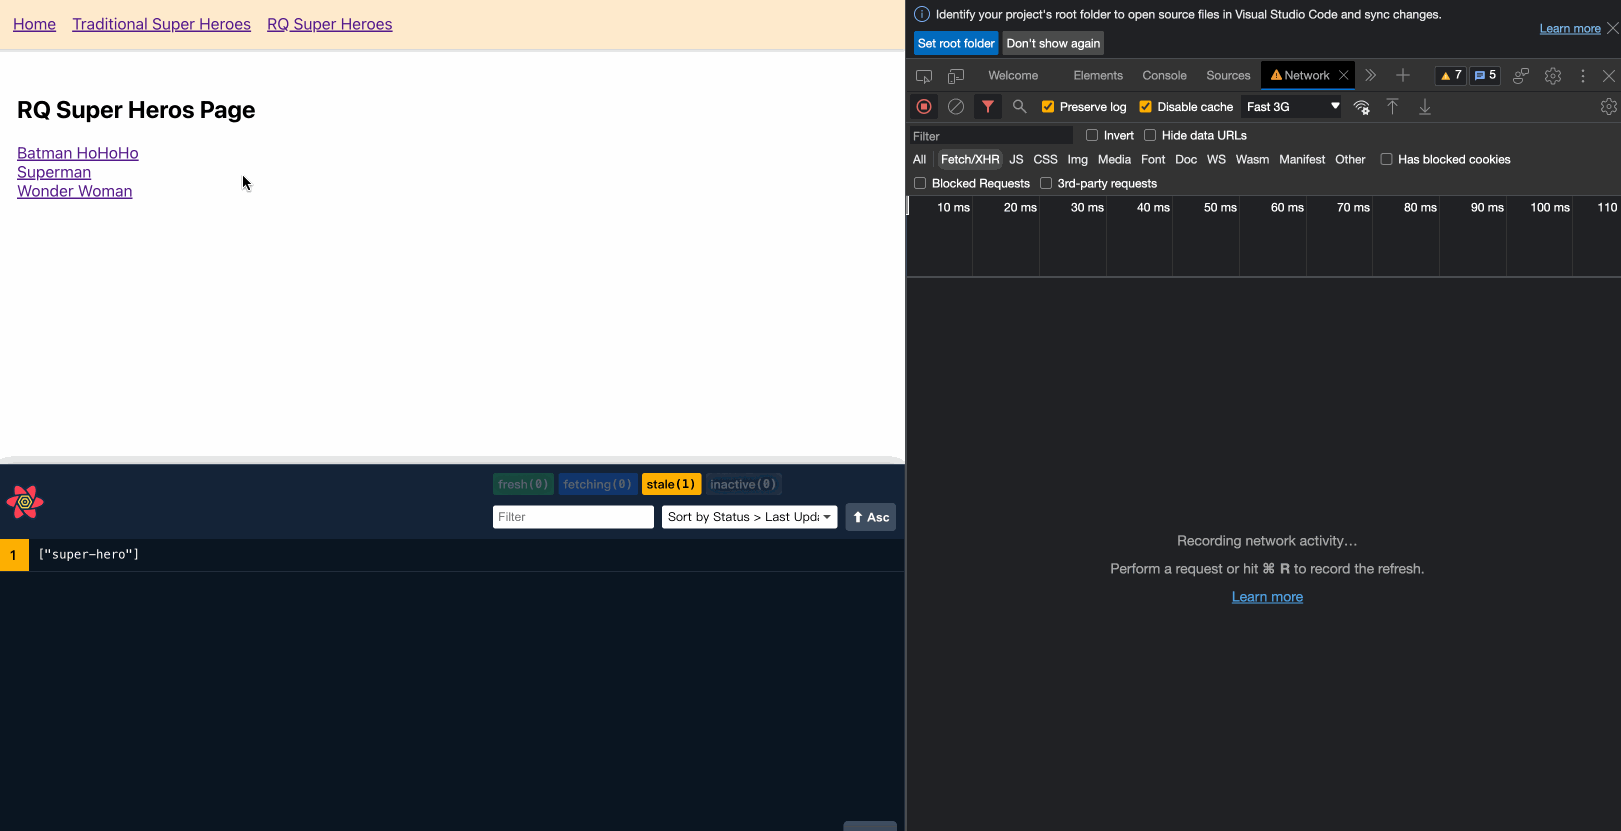 Home Traditional Super Heroes RQ Super Heroes
RQ Super Heros Page
Batman HoHoHo
Superman
Wonder Woman
fresh(0) fetching(0) stale(1) inactive(0)
Filter Sort by Status > Last Upd Asc
1 ["super-hero"]
Identify your project's root folder to open source files in Visual Studio Code and sync changes.
Learn more
Set root folder Don't show again
Welcome Elements Console Sources Network 7 5
Preserve log Disable cache Fast 3G
Filter Invert Hide data URLs
All Fetch/XHR JS CSS Img Media Font Doc WS Wasm Manifest Other Has blocked cookies
Blocked Requests 3rd-party requests
10 ms 20 ms 30 ms 40 ms 50 ms 60 ms 70 ms 80 ms 90 ms 100 ms 110
Recording network activity…
Perform a request or hit ⌘ R to record the refresh.
Learn more